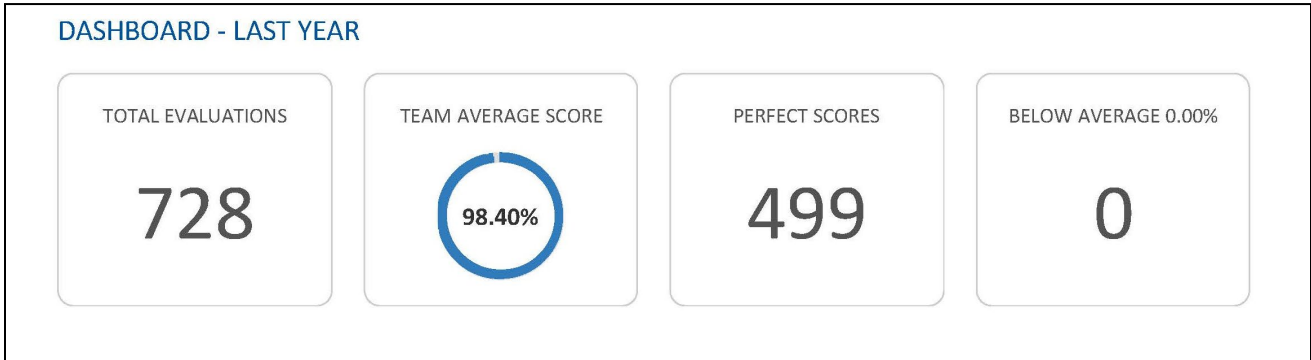 DASHBOARD - LAST YEAR
TOTAL EVALUATIONS
728
TEAM AVERAGE SCORE
98.40%
PERFECT SCORES
499
BELOW AVERAGE 0.00%
0